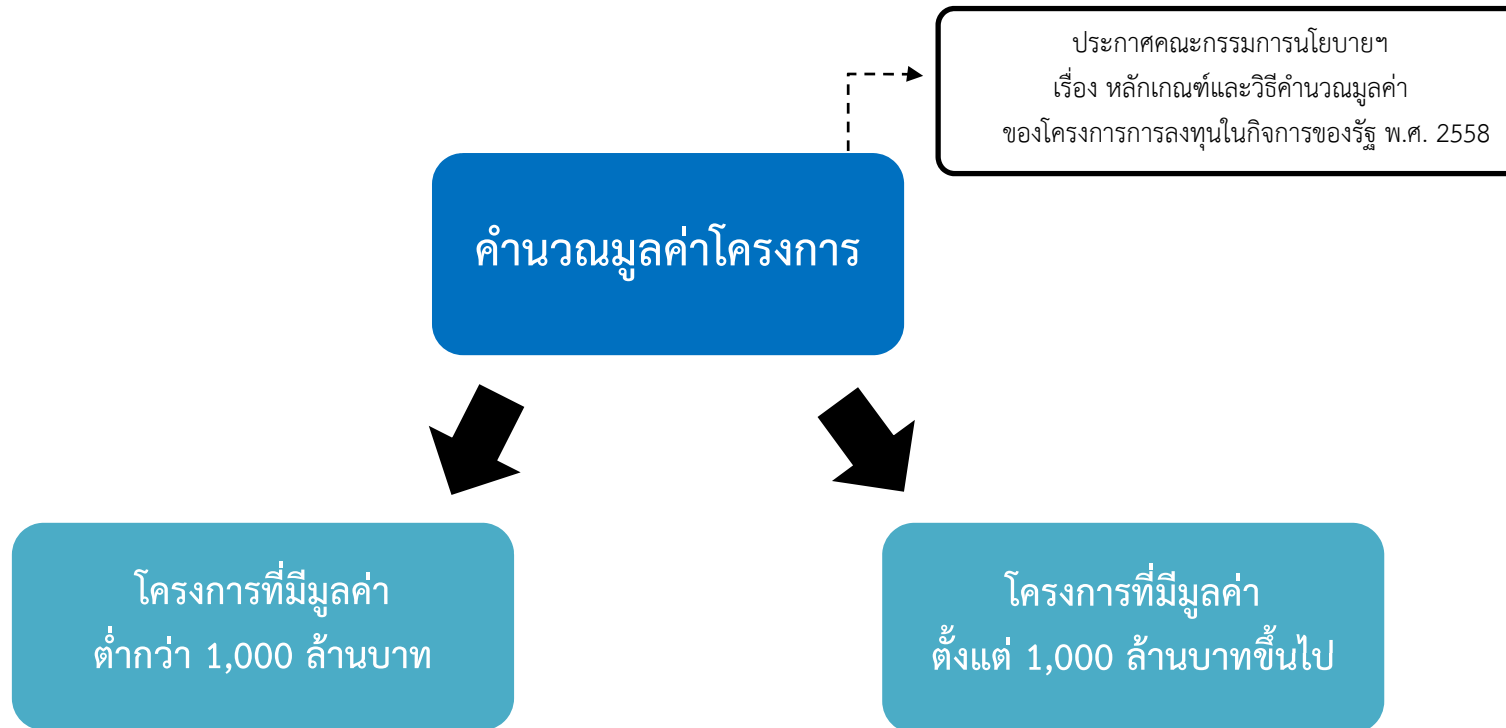 ประกาศคณะกรรมการนโยบายฯ
เรื่อง หลักเกณฑ์และวิธีคำนวณมูลค่า
ของโครงการการลงทุนในกิจการของรัฐ พ.ศ. 2558
คำนวณมูลค่าโครงการ
โครงการที่มีมูลค่า
ต่ำกว่า 1,000 ล้านบาท
โครงการที่มีมูลค่า
ตั้งแต่ 1,000 ล้านบาทขึ้นไป